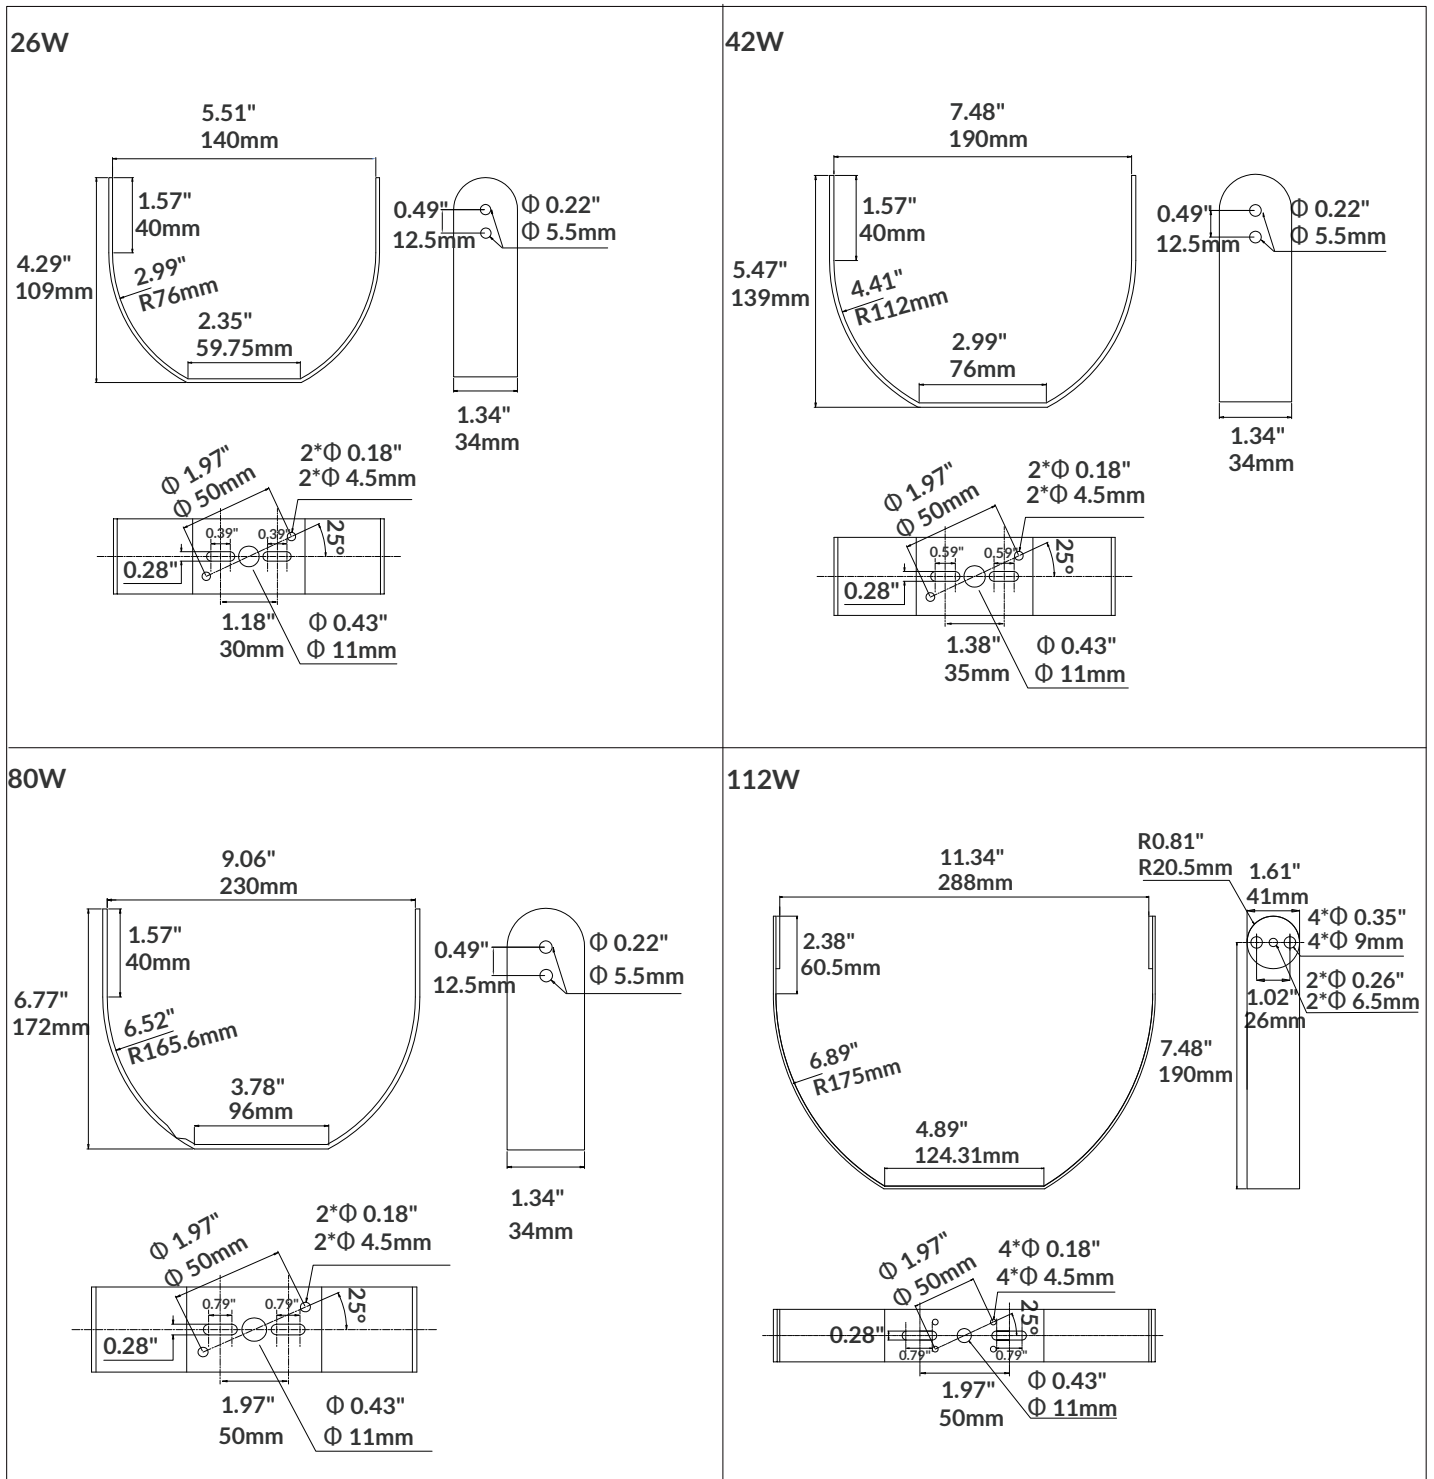 26W
5.51"
140mm
1.57"
40mm
4.29"
109mm
2.99"
R76mm
2.35"
59.75mm
0.49"
12.5mm
Φ 0.22"
Φ 5.5mm
1.34"
34mm
Φ 1.97"
Φ 50mm
2*Φ 0.18"
2*Φ 4.5mm
0.39"
0.39"
25°
0.28"
1.18"
30mm
Φ 0.43"
Φ 11mm
42W
7.48"
190mm
1.57"
40mm
5.47"
139mm
4.41"
R112mm
2.99"
76mm
0.49"
12.5mm
Φ 0.22"
Φ 5.5mm
1.34"
34mm
Φ 1.97"
Φ 50mm
2*Φ 0.18"
2*Φ 4.5mm
0.59"
0.59"
25°
0.28"
1.38"
35mm
Φ 0.43"
Φ 11mm
80W
9.06"
230mm
1.57"
40mm
6.77"
172mm
6.52"
R165.6mm
3.78"
96mm
0.49"
12.5mm
Φ 0.22"
Φ 5.5mm
1.34"
34mm
Φ 1.97"
Φ 50mm
2*Φ 0.18"
2*Φ 4.5mm
0.79"
0.79"
25°
0.28"
1.97"
50mm
Φ 0.43"
Φ 11mm
112W
11.34"
288mm
2.38"
60.5mm
6.89"
R175mm
4.89"
124.31mm
R0.81"
R20.5mm
1.61"
41mm
4*Φ 0.35"
4*Φ 9mm
2*Φ 0.26"
2*Φ 6.5mm
1.02"
26mm
7.48"
190mm
Φ 1.97"
Φ 50mm
4*Φ 0.18"
4*Φ 4.5mm
25°
0.28"
0.79"
0.79"
1.97"
50mm
Φ 0.43"
Φ 11mm